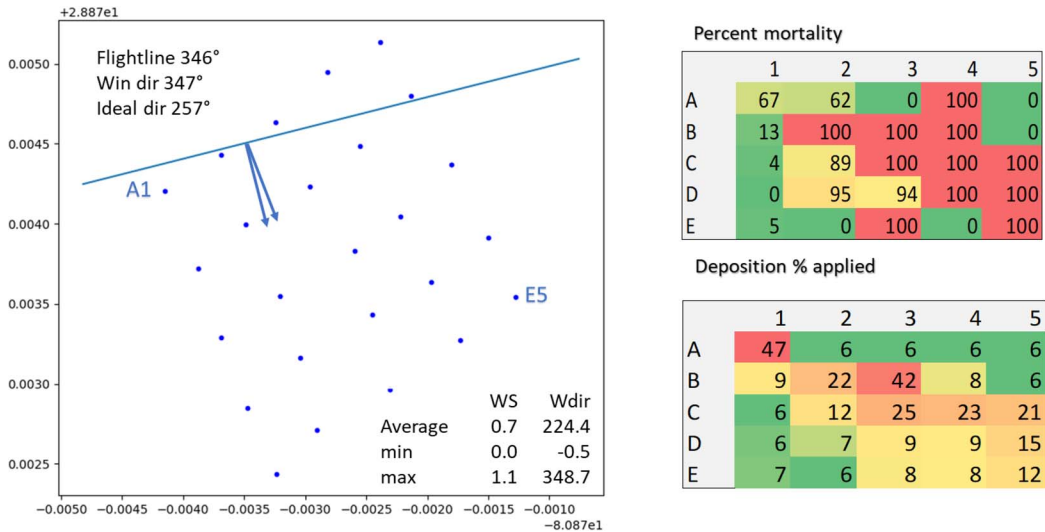 +2.887e1
0.0050
0.0045
0.0040
0.0035
0.0030
0.0025
Flightline 346°
Win dir 347°
Ideal dir 257°
A1
E5
WS Wdir
Average 0.7 224.4
min 0.0 -0.5
max 1.1 348.7
−0.0050 −0.0045 −0.0040 −0.0035 −0.0030 −0.0025 −0.0020 −0.0015 −0.0010
−8.087e1
Percent mortality
1 2 3 4 5
A 67 62 0 100 0
B 13 100 100 100 0
C 4 89 100 100 100
D 0 95 94 100 100
E 5 0 100 0 100
Deposition % applied
1 2 3 4 5
A 47 6 6 6 6
B 9 22 42 8 6
C 6 12 25 23 21
D 6 7 9 9 15
E 7 6 8 8 12